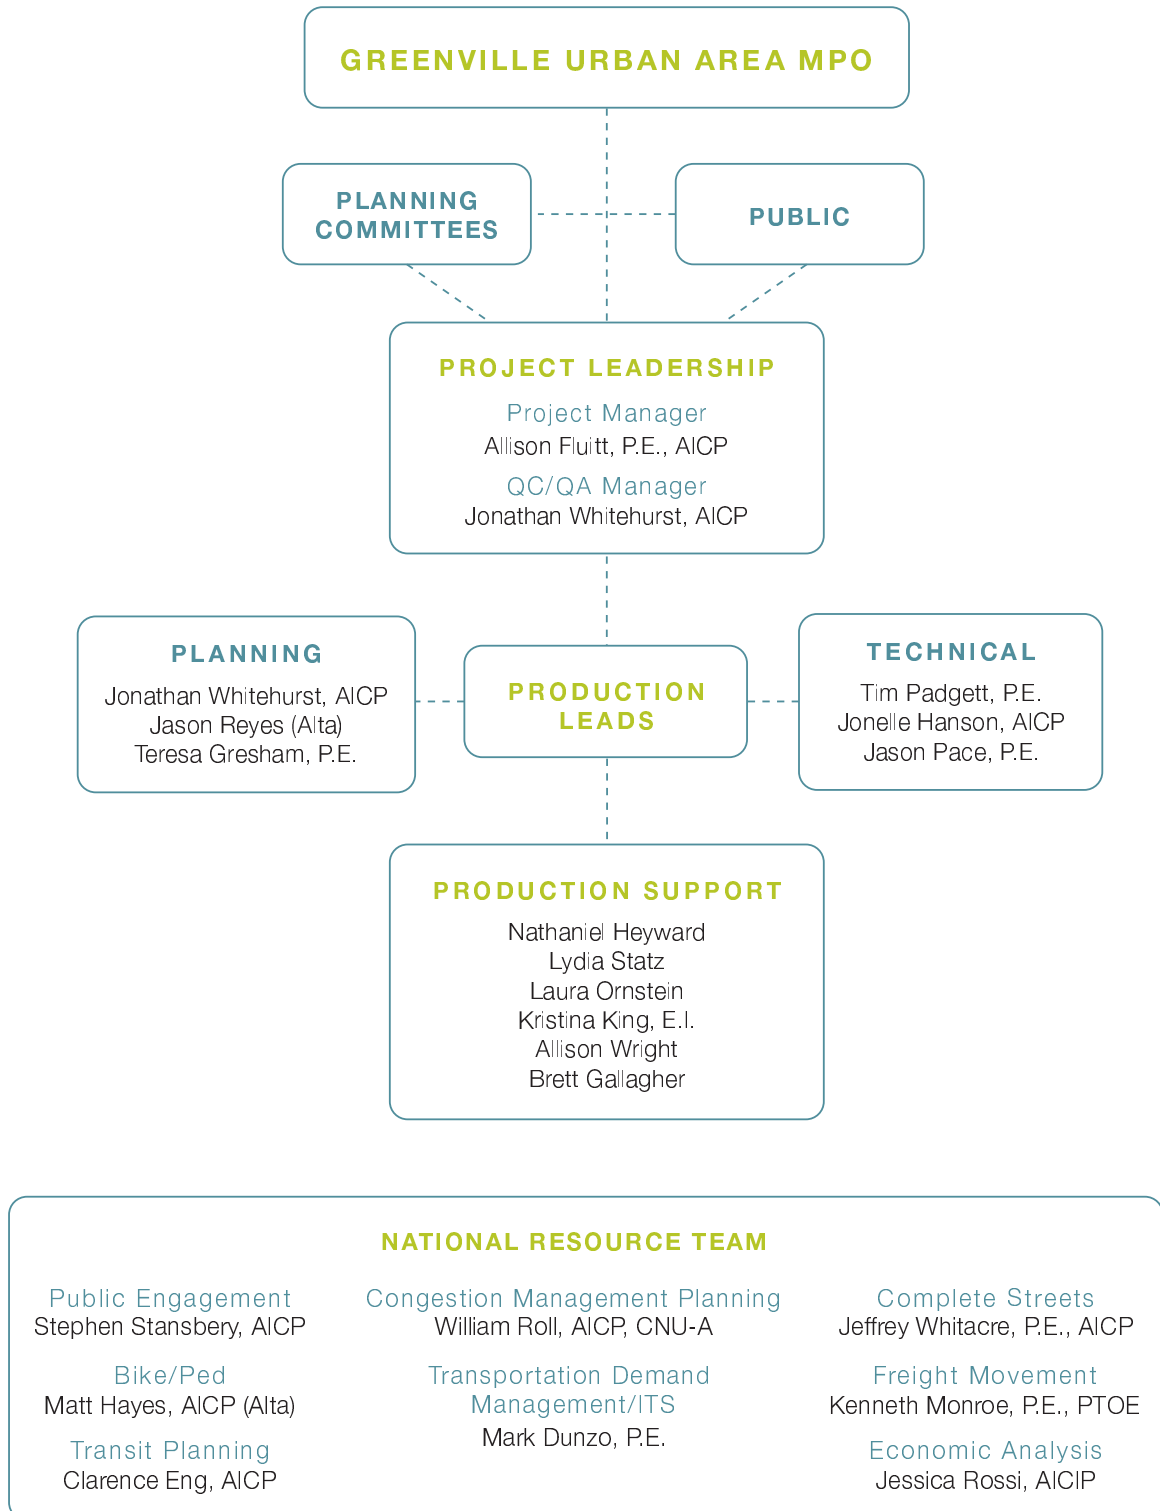 GREENVILLE URBAN AREA MPO
PLANNING
COMMITTEES
PUBLIC
PROJECT LEADERSHIP
Project Manager
Allison Fluitt, P.E., AICP
QC/QA Manager
Jonathan Whitehurst, AICP
PLANNING
Jonathan Whitehurst, AICP
Jason Reyes (Alta)
Teresa Gresham, P.E.
PRODUCTION
LEADS
TECHNICAL
Tim Padgett, P.E.
Jonelle Hanson, AICP
Jason Pace, P.E.
PRODUCTION SUPPORT
Nathaniel Heyward
Lydia Statz
Laura Ornstein
Kristina King, E.I.
Allison Wright
Brett Gallagher
NATIONAL RESOURCE TEAM
Public Engagement
Stephen Stansbery, AICP
Bike/Ped
Matt Hayes, AICP (Alta)
Transit Planning
Clarence Eng, AICP
Congestion Management Planning
William Roll, AICP, CNU-A
Transportation Demand
Management/ITS
Mark Dunzo, P.E.
Complete Streets
Jeffrey Whitacre, P.E., AICP
Freight Movement
Kenneth Monroe, P.E., PTOE
Economic Analysis
Jessica Rossi, AICIP